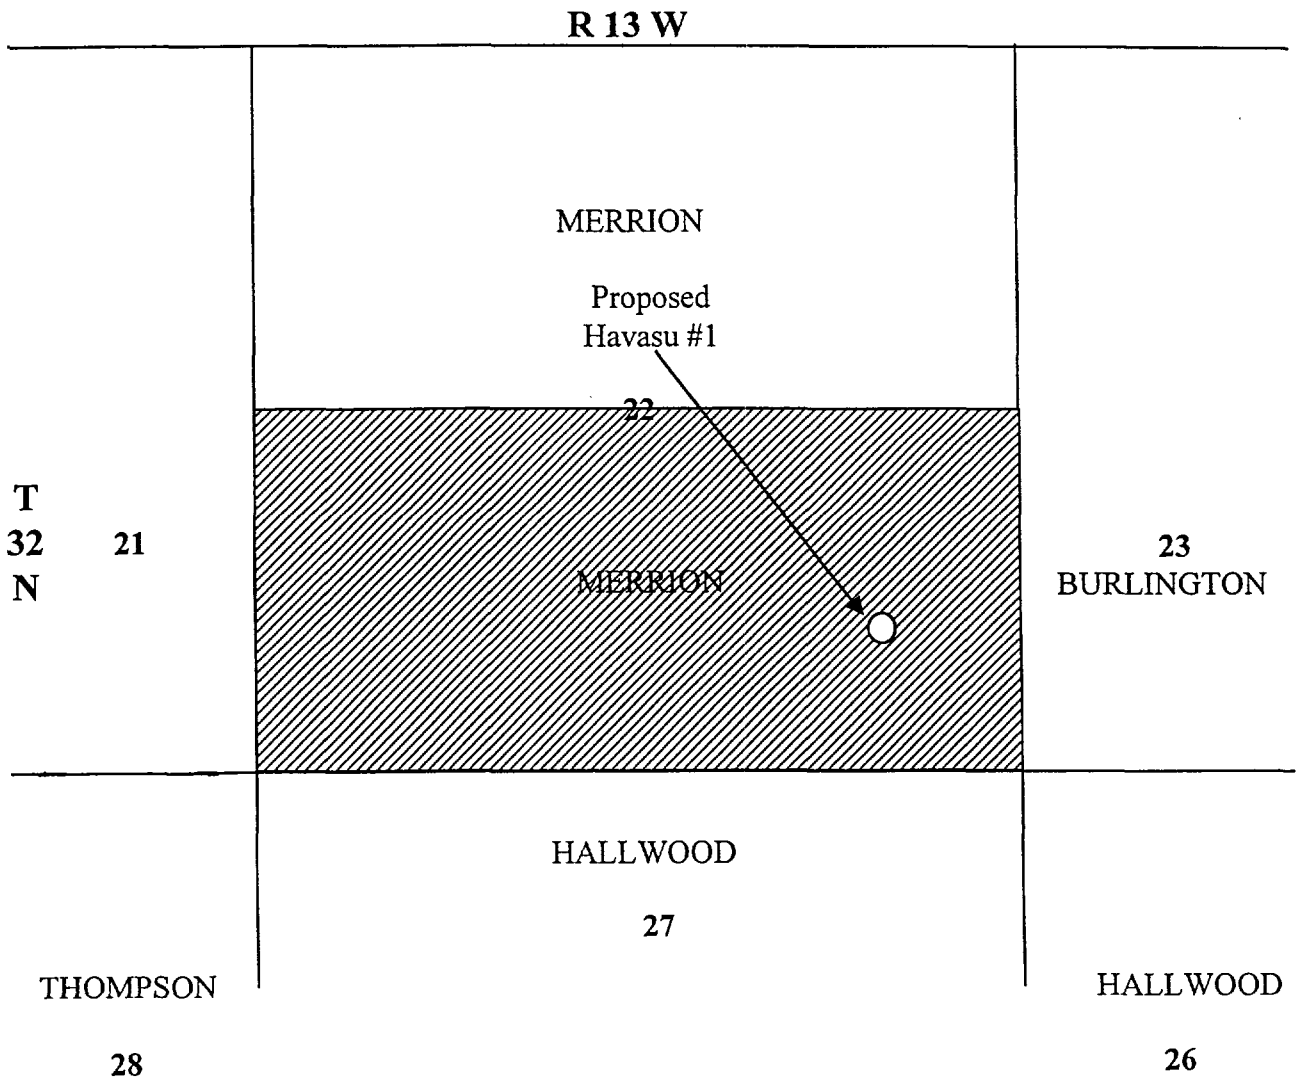 R 13 W
MERRION
Proposed
Havasu #1
22
T
32
N
21
MERRION
23
BURLINGTON
HALLWOOD
27
THOMPSON
28
HALLWOOD
26